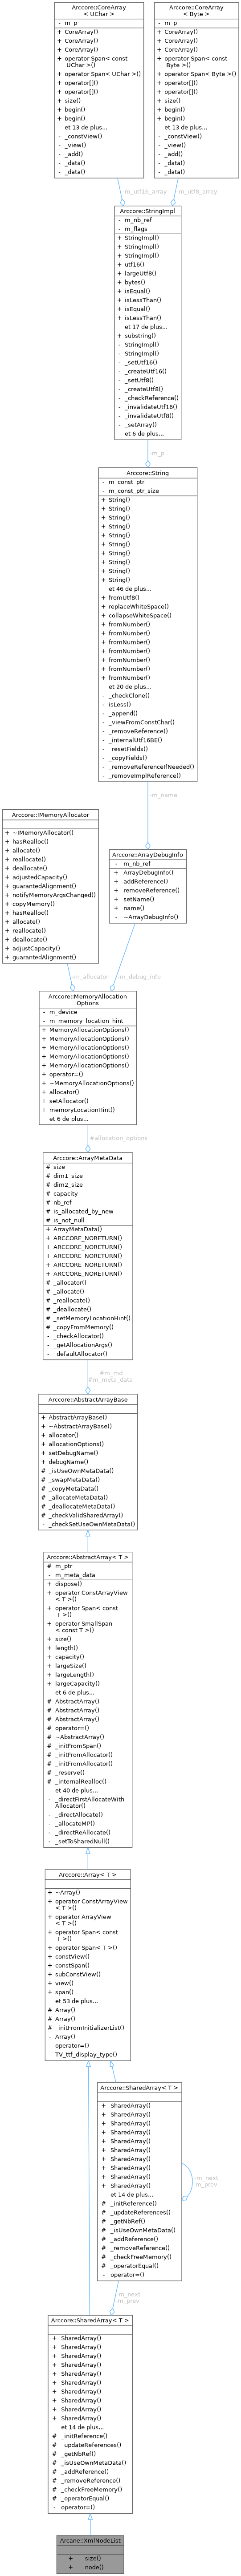 Arccore::CoreArray
< UChar >
- m_p
+ CoreArray()
+ CoreArray()
+ CoreArray()
+ operator Span< const
UChar >()
+ operator Span< UChar >()
+ operator[]()
+ operator[]()
+ size()
+ begin()
+ begin()
et 13 de plus...
- _constView()
- _view()
- _add()
- _data()
- _data()
Arccore::CoreArray
< Byte >
- m_p
+ CoreArray()
+ CoreArray()
+ CoreArray()
+ operator Span< const
Byte >()
+ operator Span< Byte >()
+ operator[]()
+ operator[]()
+ size()
+ begin()
+ begin()
et 13 de plus...
- _constView()
- _view()
- _add()
- _data()
- _data()
-m_utf16_array
-m_utf8_array
Arccore::StringImpl
- m_nb_ref
- m_flags
+ StringImpl()
+ StringImpl()
+ StringImpl()
+ utf16()
+ largeUtf8()
+ bytes()
+ isEqual()
+ isLessThan()
+ isEqual()
+ isLessThan()
et 17 de plus...
+ substring()
- StringImpl()
- StringImpl()
- _setUtf16()
- _createUtf16()
- _setUtf8()
- _createUtf8()
- _checkReference()
- _invalidateUtf16()
- _invalidateUtf8()
- _setArray()
et 6 de plus...
-m_p
Arccore::String
- m_const_ptr
- m_const_ptr_size
+ String()
+ String()
+ String()
+ String()
+ String()
+ String()
+ String()
+ String()
+ String()
+ String()
et 46 de plus...
+ fromUtf8()
+ replaceWhiteSpace()
+ collapseWhiteSpace()
+ fromNumber()
+ fromNumber()
+ fromNumber()
+ fromNumber()
+ fromNumber()
+ fromNumber()
+ fromNumber()
et 20 de plus...
- _checkClone()
- isLess()
- _append()
- _viewFromConstChar()
- _removeReference()
- _internalUtf16BE()
- _resetFields()
- _copyFields()
- _removeReferenceIfNeeded()
- _removeImplReference()
-m_name
Arccore::IMemoryAllocator
+ ~IMemoryAllocator()
+ hasRealloc()
+ allocate()
+ reallocate()
+ deallocate()
+ adjustedCapacity()
+ guarantedAlignment()
+ notifyMemoryArgsChanged()
+ copyMemory()
+ hasRealloc()
+ allocate()
+ reallocate()
+ deallocate()
+ adjustCapacity()
+ guarantedAlignment()
Arccore::ArrayDebugInfo
- m_nb_ref
+ ArrayDebugInfo()
+ addReference()
+ removeReference()
+ setName()
+ name()
- ~ArrayDebugInfo()
-m_allocator
-m_debug_info
Arccore::MemoryAllocation
Options
- m_device
- m_memory_location_hint
+ MemoryAllocationOptions()
+ MemoryAllocationOptions()
+ MemoryAllocationOptions()
+ MemoryAllocationOptions()
+ MemoryAllocationOptions()
+ operator=()
+ ~MemoryAllocationOptions()
+ allocator()
+ setAllocator()
+ memoryLocationHint()
et 6 de plus...
#allocation_options
Arccore::ArrayMetaData
# size
# dim1_size
# dim2_size
# capacity
# nb_ref
# is_allocated_by_new
# is_not_null
+ ArrayMetaData()
+ ARCCORE_NORETURN()
+ ARCCORE_NORETURN()
+ ARCCORE_NORETURN()
+ ARCCORE_NORETURN()
+ ARCCORE_NORETURN()
# _allocator()
# _allocate()
# _reallocate()
# _deallocate()
# _setMemoryLocationHint()
# _copyFromMemory()
- _checkAllocator()
- _getAllocationArgs()
- _defaultAllocator()
#m_md
#m_meta_data
Arccore::AbstractArrayBase
+ AbstractArrayBase()
+ ~AbstractArrayBase()
+ allocator()
+ allocationOptions()
+ setDebugName()
+ debugName()
# _isUseOwnMetaData()
# _swapMetaData()
# _copyMetaData()
# _allocateMetaData()
# _deallocateMetaData()
# _checkValidSharedArray()
- _checkSetUseOwnMetaData()
Arccore::AbstractArray< T >
# m_ptr
- m_meta_data
+ dispose()
+ operator ConstArrayView
< T >()
+ operator Span< const
T >()
+ operator SmallSpan
< const T >()
+ size()
+ length()
+ capacity()
+ largeSize()
+ largeLength()
+ largeCapacity()
et 6 de plus...
# AbstractArray()
# AbstractArray()
# AbstractArray()
# operator=()
# ~AbstractArray()
# _initFromSpan()
# _initFromAllocator()
# _initFromAllocator()
# _reserve()
# _internalRealloc()
et 40 de plus...
- _directFirstAllocateWith
Allocator()
- _directAllocate()
- _allocateMP()
- _directReAllocate()
- _setToSharedNull()
Arccore::Array< T >
+ ~Array()
+ operator ConstArrayView
< T >()
+ operator ArrayView
< T >()
+ operator Span< const
T >()
+ operator Span< T >()
+ constView()
+ constSpan()
+ subConstView()
+ view()
+ span()
et 53 de plus...
# Array()
# Array()
# _initFromInitializerList()
- Array()
- operator=()
- TV_ttf_display_type()
Arccore::SharedArray< T >
+ SharedArray()
+ SharedArray()
+ SharedArray()
+ SharedArray()
+ SharedArray()
+ SharedArray()
+ SharedArray()
+ SharedArray()
+ SharedArray()
+ SharedArray()
et 14 de plus...
# _initReference()
# _updateReferences()
# _getNbRef()
# _isUseOwnMetaData()
# _addReference()
# _removeReference()
# _checkFreeMemory()
# _operatorEqual()
- operator=()
-m_next
-m_prev
-m_next
-m_prev
Arccore::SharedArray< T >
+ SharedArray()
+ SharedArray()
+ SharedArray()
+ SharedArray()
+ SharedArray()
+ SharedArray()
+ SharedArray()
+ SharedArray()
+ SharedArray()
+ SharedArray()
et 14 de plus...
# _initReference()
# _updateReferences()
# _getNbRef()
# _isUseOwnMetaData()
# _addReference()
# _removeReference()
# _checkFreeMemory()
# _operatorEqual()
- operator=()
Arcane::XmlNodeList
+ size()
+ node()